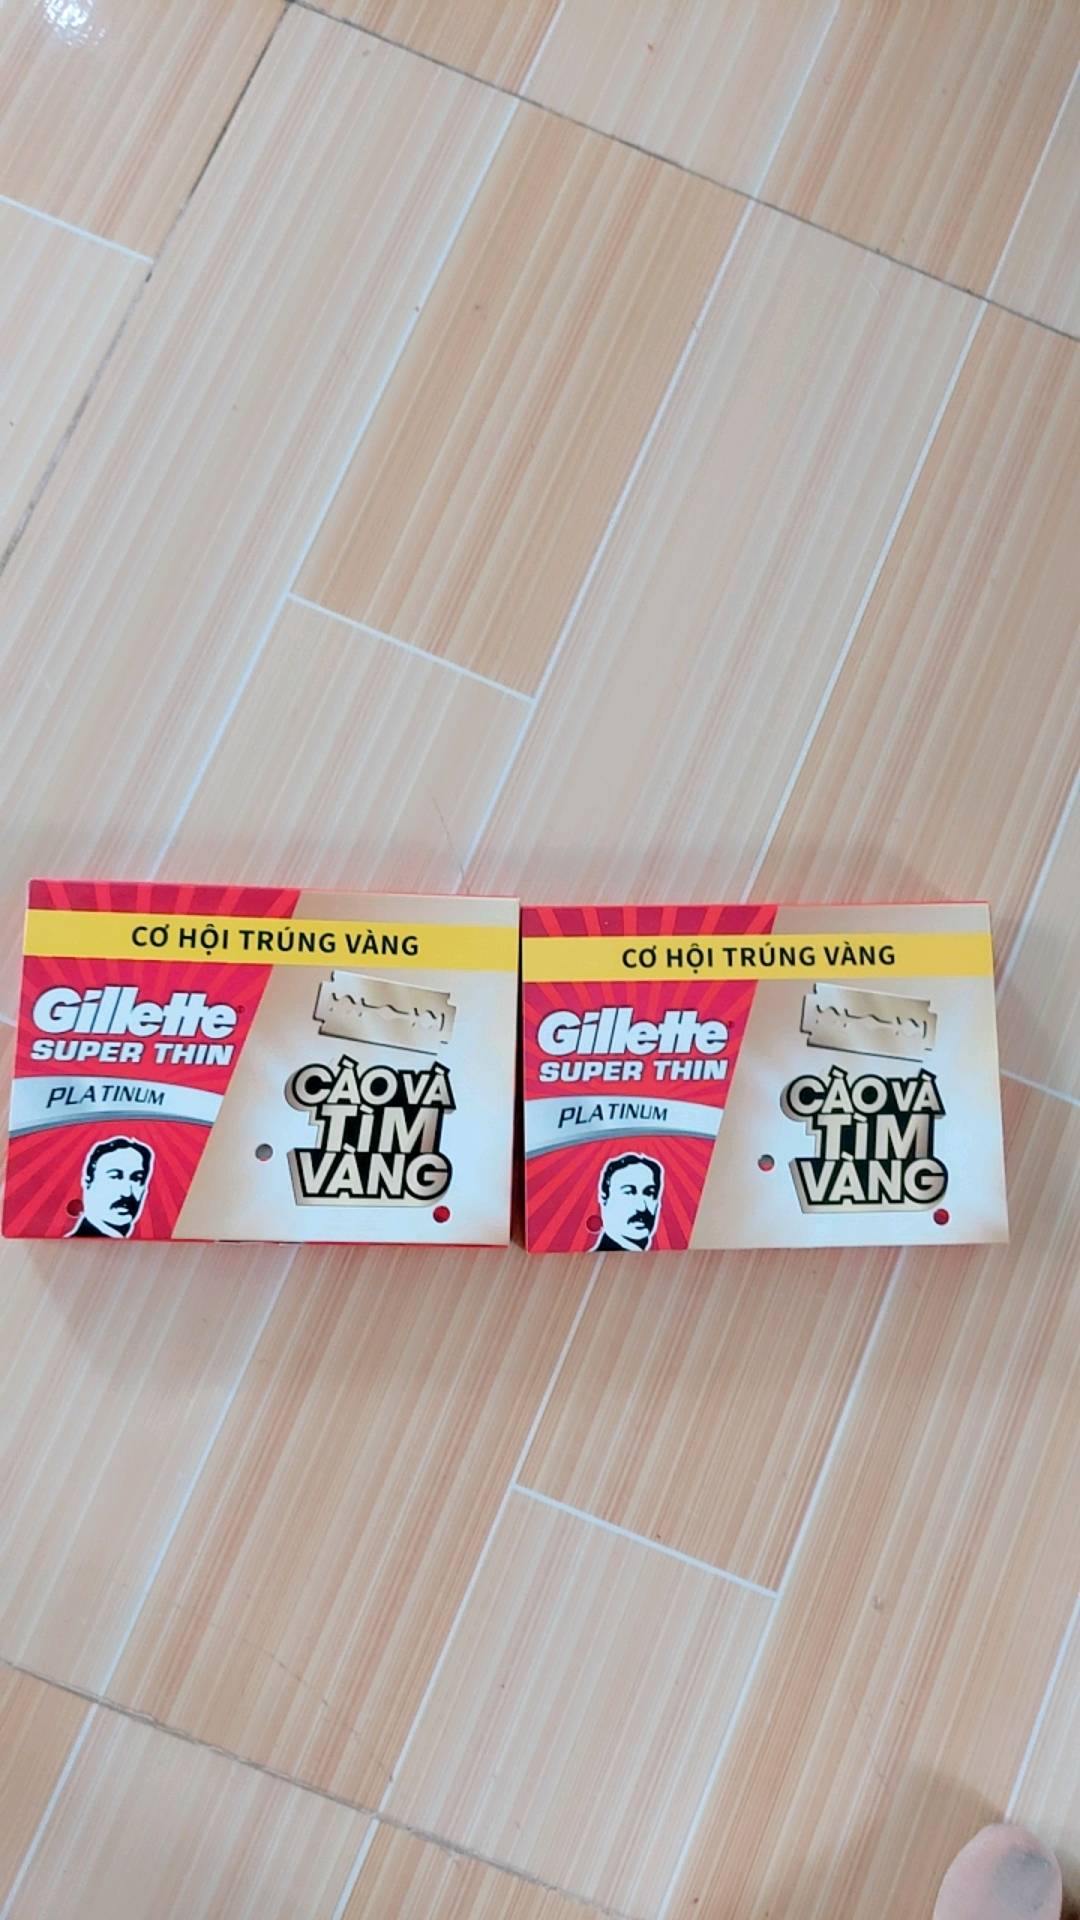 CƠ HỘI TRÚNG VÀNG
Gillette
SUPER THIN
PLATINUM
CÀO VÀ
TÌM
VÀNG
CƠ HỘI TRÚNG VÀNG
Gillette
SUPER THIN
PLATINUM
CÀO VÀ
TÌM
VÀNG